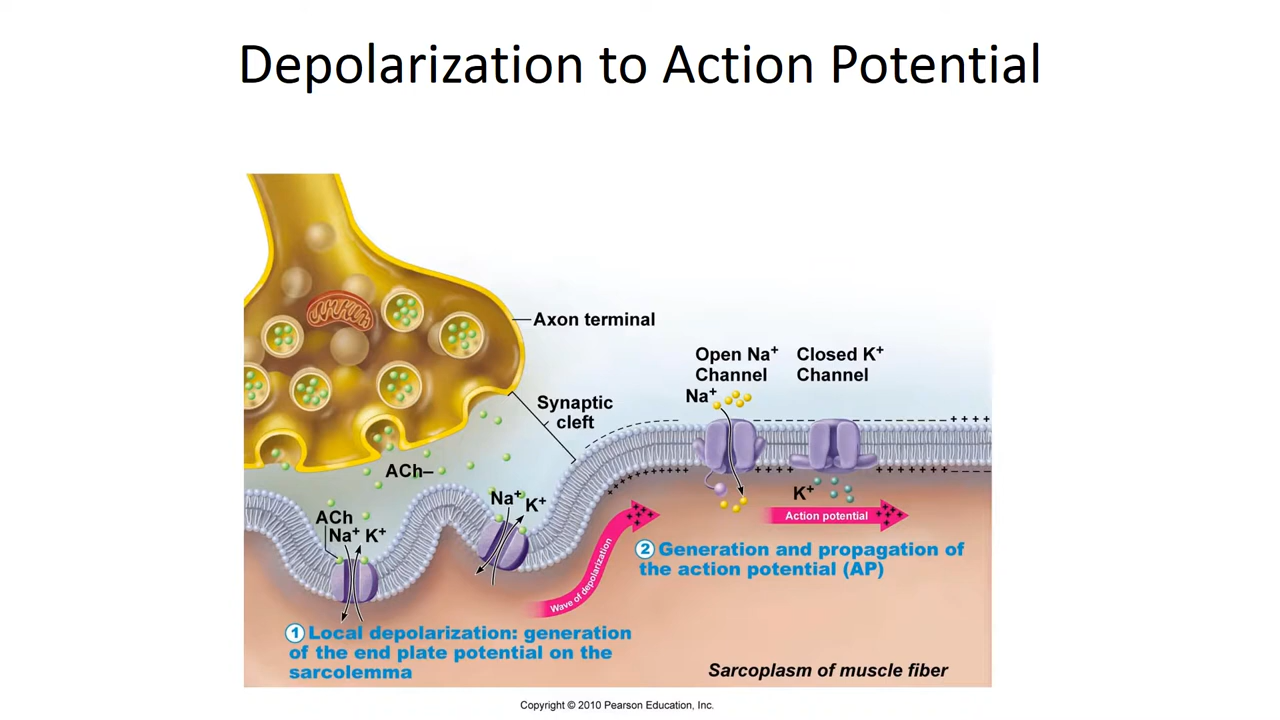 Depolarization to Action Potential
Axon terminal
Open Na⁺
Channel
Closed K⁺
Channel
Na⁺
Synaptic
cleft
ACh–
Na⁺
K⁺
ACh
Na⁺ K⁺
K⁺
Action potential
Wave of depolarization
2 Generation and propagation of
the action potential (AP)
1 Local depolarization: generation
of the end plate potential on the
sarcolemma
Sarcoplasm of muscle fiber
Copyright © 2010 Pearson Education, Inc.